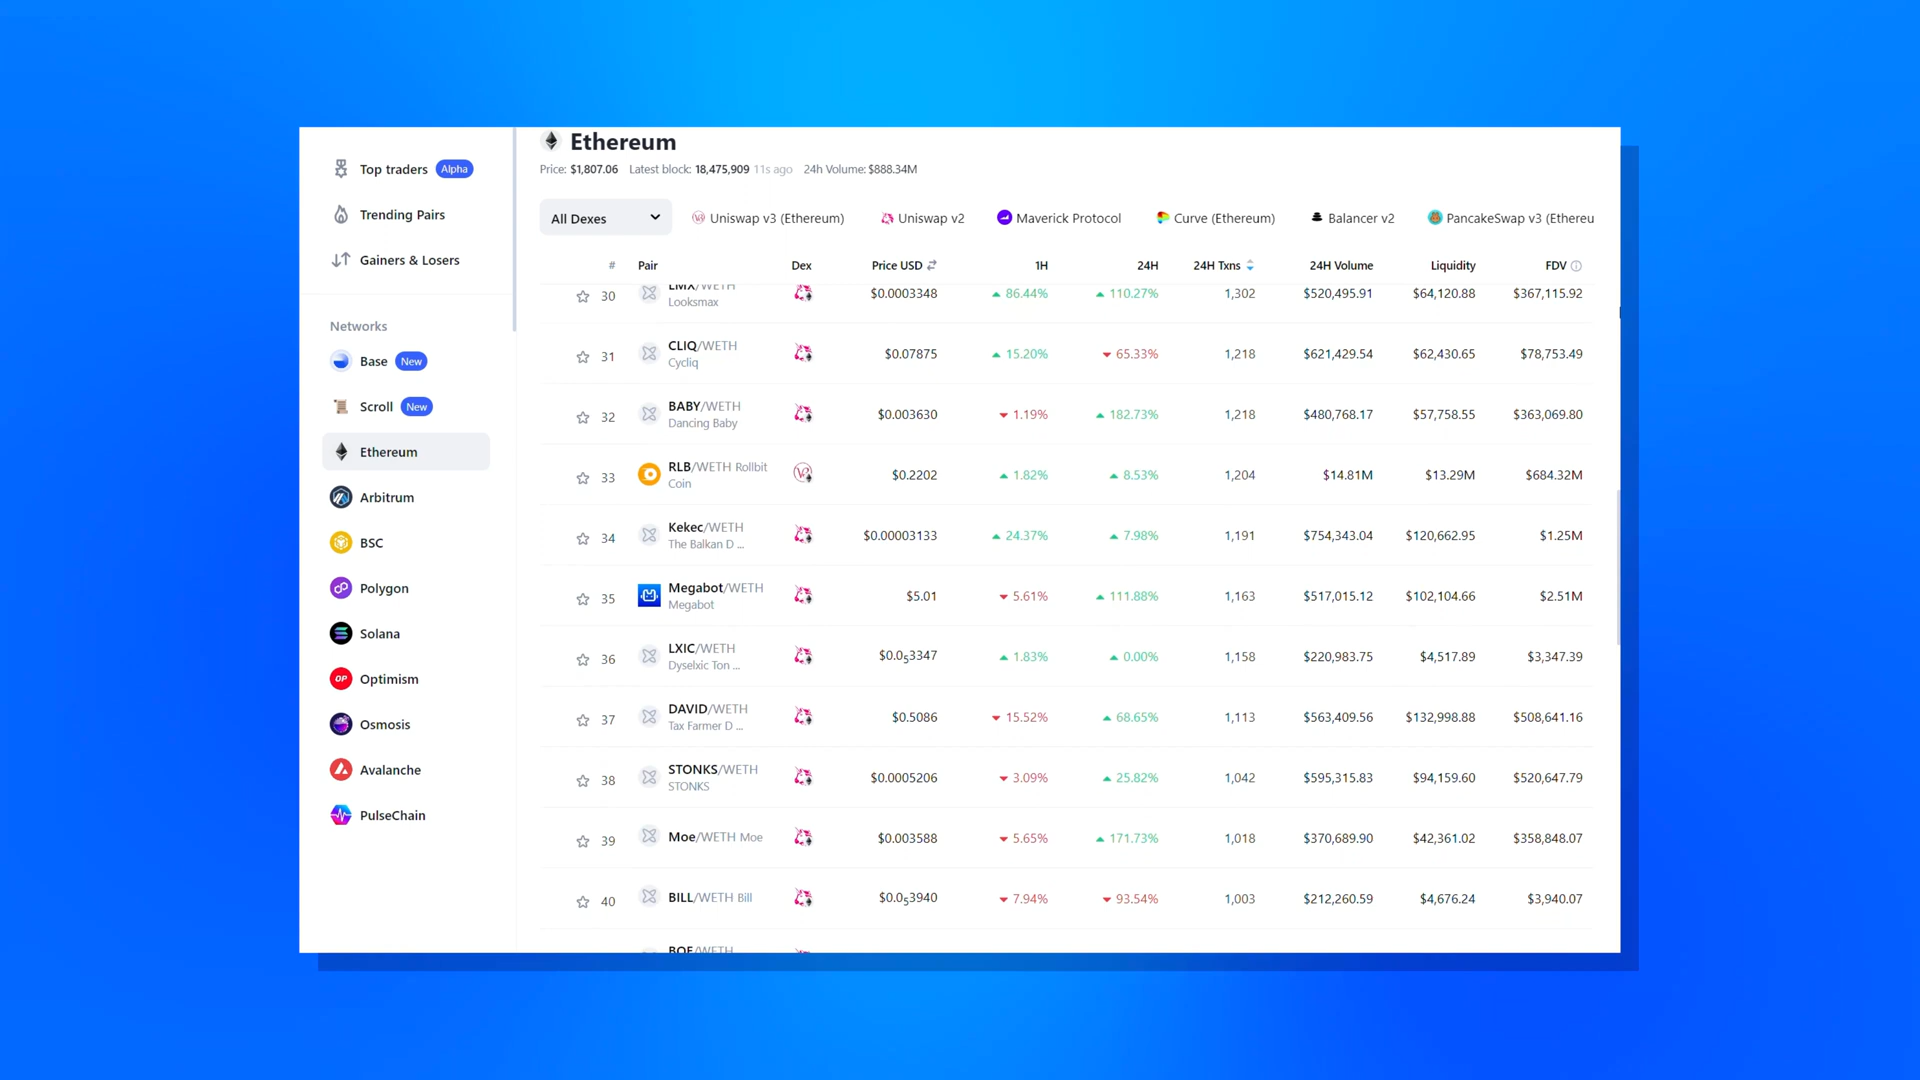 Top traders Alpha
Trending Pairs
Gainers & Losers
Networks
Base New
Scroll New
Ethereum
Arbitrum
BSC
Polygon
Solana
OP Optimism
Osmosis
Avalanche
PulseChain
Ethereum
Price: $1,807.06 Latest block: 18,475,909 11s ago 24h Volume: $888.34M
All Dexes Uniswap v3 (Ethereum) Uniswap v2 Maverick Protocol Curve (Ethereum) Balancer v2 PancakeSwap v3 (Ethereu
# Pair Dex Price USD 1H 24H 24H Txns 24H Volume Liquidity FDV
30 LMX/WETH $0.0003348 86.44% 110.27% 1,302 $520,495.91 $64,120.88 $367,115.92
Looksmax
31 CLIQ/WETH $0.07875 15.20% 65.33% 1,218 $621,429.54 $62,430.65 $78,753.49
Cycliq
32 BABY/WETH $0.003630 1.19% 182.73% 1,218 $480,768.17 $57,758.55 $363,069.80
Dancing Baby
33 RLB/WETH Rollbit $0.2202 1.82% 8.53% 1,204 $14.81M $13.29M $684.32M
Coin
34 Kekec/WETH $0.00003133 24.37% 7.98% 1,191 $754,343.04 $120,662.95 $1.25M
The Balkan D ...
35 Megabot/WETH $5.01 5.61% 111.88% 1,163 $517,015.12 $102,104.66 $2.51M
Megabot
36 LXIC/WETH $0.0₅3347 1.83% 0.00% 1,158 $220,983.75 $4,517.89 $3,347.39
Dyselxic Ton ...
37 DAVID/WETH $0.5086 15.52% 68.65% 1,113 $563,409.56 $132,998.88 $508,641.16
Tax Farmer D ...
38 STONKS/WETH $0.0005206 3.09% 25.82% 1,042 $595,315.83 $94,159.60 $520,647.79
STONKS
39 Moe/WETH Moe $0.003588 5.65% 171.73% 1,018 $370,689.90 $42,361.02 $358,848.07
40 BILL/WETH Bill $0.0₅3940 7.94% 93.54% 1,003 $212,260.59 $4,676.24 $3,940.07